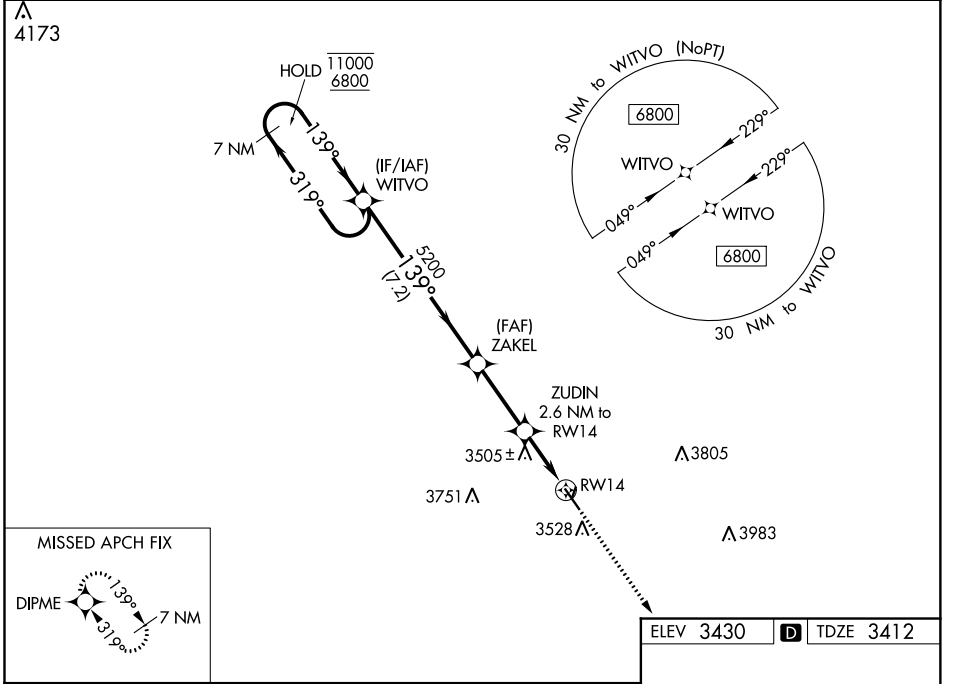 4173
HOLD 11000
6800
7 NM
139°
319°
(IF/IAF)
WITVO
5200
139°
(7.2)
(FAF)
ZAKEL
ZUDIN
2.6 NM to
RW14
3505±
3805
3751
RW14
3528
3983
30 NM to WITVO (NoPT)
6800
229°
WITVO
049°
229°
WITVO
049°
6800
30 NM to WITVO
MISSED APCH FIX
DIPME
139°
7 NM
319°
ELEV 3430 D TDZE 3412